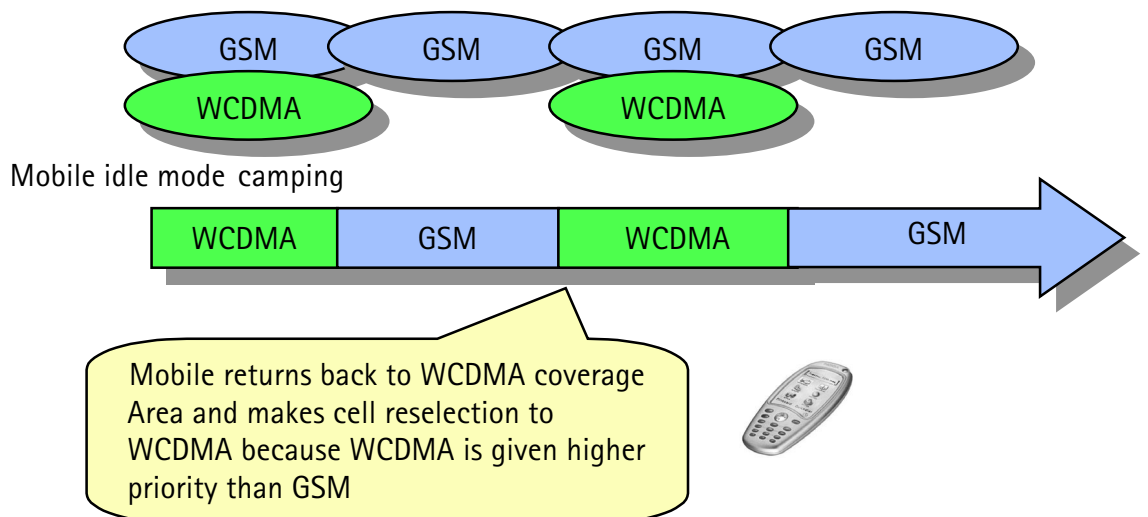 GSM GSM GSM GSM
WCDMA WCDMA
Mobile idle mode camping
WCDMA GSM WCDMA GSM
Mobile returns back to WCDMA coverage
Area and makes cell reselection to
WCDMA because WCDMA is given higher
priority than GSM